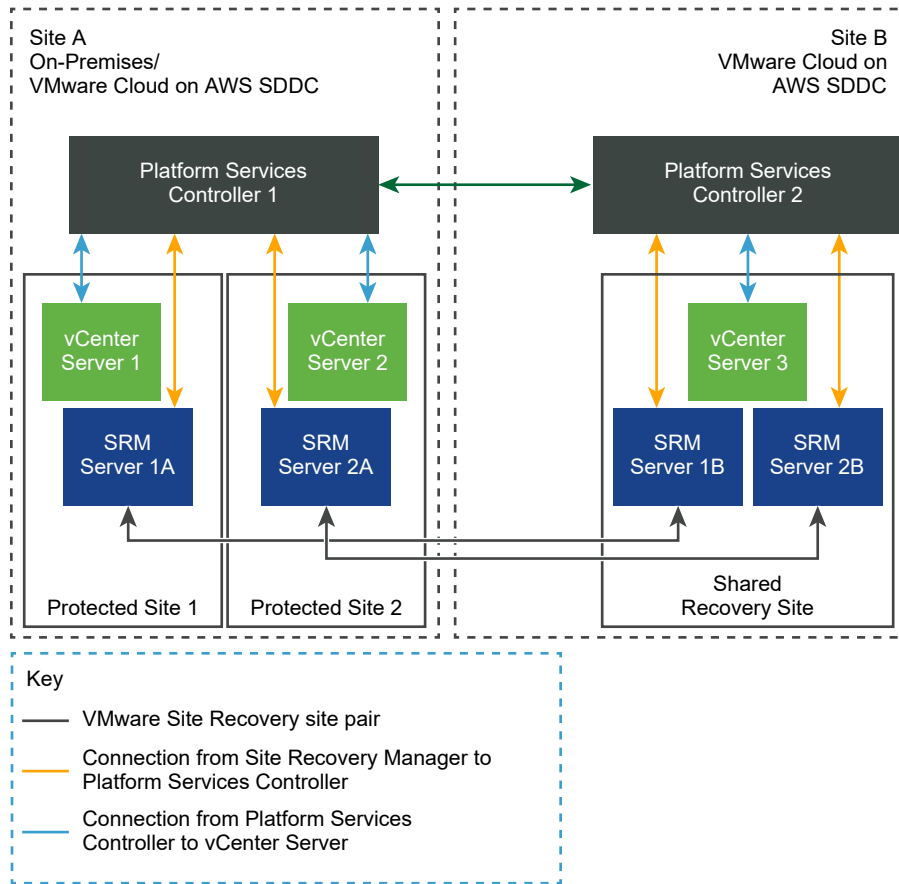 Site A
On-Premises/
VMware Cloud on AWS SDDC
Site B
VMware Cloud on
AWS SDDC
Platform Services
Controller 1
Platform Services
Controller 2
vCenter
Server 1
vCenter
Server 2
vCenter
Server 3
SRM
Server 1A
SRM
Server 2A
SRM
Server 1B
SRM
Server 2B
Protected Site 1
Protected Site 2
Shared
Recovery Site
Key
VMware Site Recovery site pair
Connection from Site Recovery Manager to
Platform Services Controller
Connection from Platform Services
Controller to vCenter Server